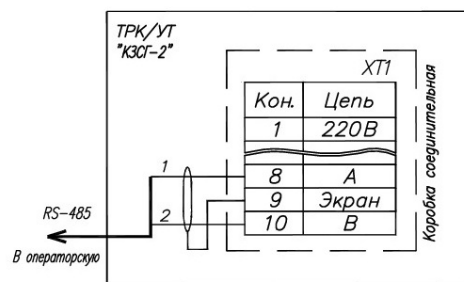 ТРК/УТ
"КЗСГ-2"
XT1
Кон. Цепь
1 220В
8 А
9 Экран
10 В
1
2
RS-485
В операторскую
Коробка соединительная